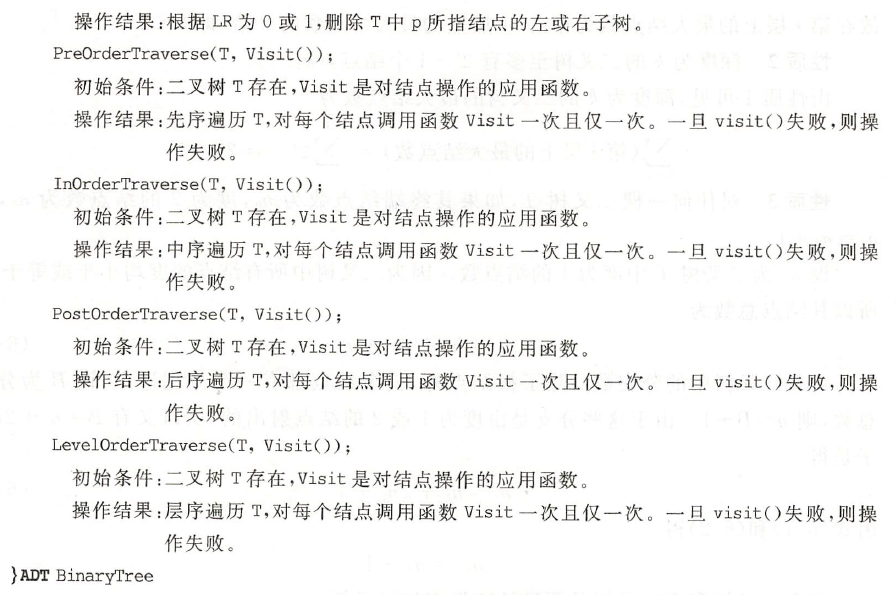 操作结果:根据 LR 为 0 或 1,删除 T 中 p 所指结点的左或右子树。
PreOrderTraverse(T, Visit());
初始条件:二叉树 T 存在,Visit 是对结点操作的应用函数。
操作结果:先序遍历 T,对每个结点调用函数 Visit 一次且仅一次。一旦 visit()失败,则操
作失败。
InOrderTraverse(T, Visit());
初始条件:二叉树 T 存在,Visit 是对结点操作的应用函数。
操作结果:中序遍历 T,对每个结点调用函数 Visit 一次且仅一次。一旦 visit()失败,则操
作失败。
PostOrderTraverse(T, Visit());
初始条件:二叉树 T 存在,Visit 是对结点操作的应用函数。
操作结果:后序遍历 T,对每个结点调用函数 Visit 一次且仅一次。一旦 visit()失败,则操
作失败。
LevelOrderTraverse(T, Visit());
初始条件:二叉树 T 存在,Visit 是对结点操作的应用函数。
操作结果:层序遍历 T,对每个结点调用函数 Visit 一次且仅一次。一旦 visit()失败,则操
作失败。
}ADT BinaryTree